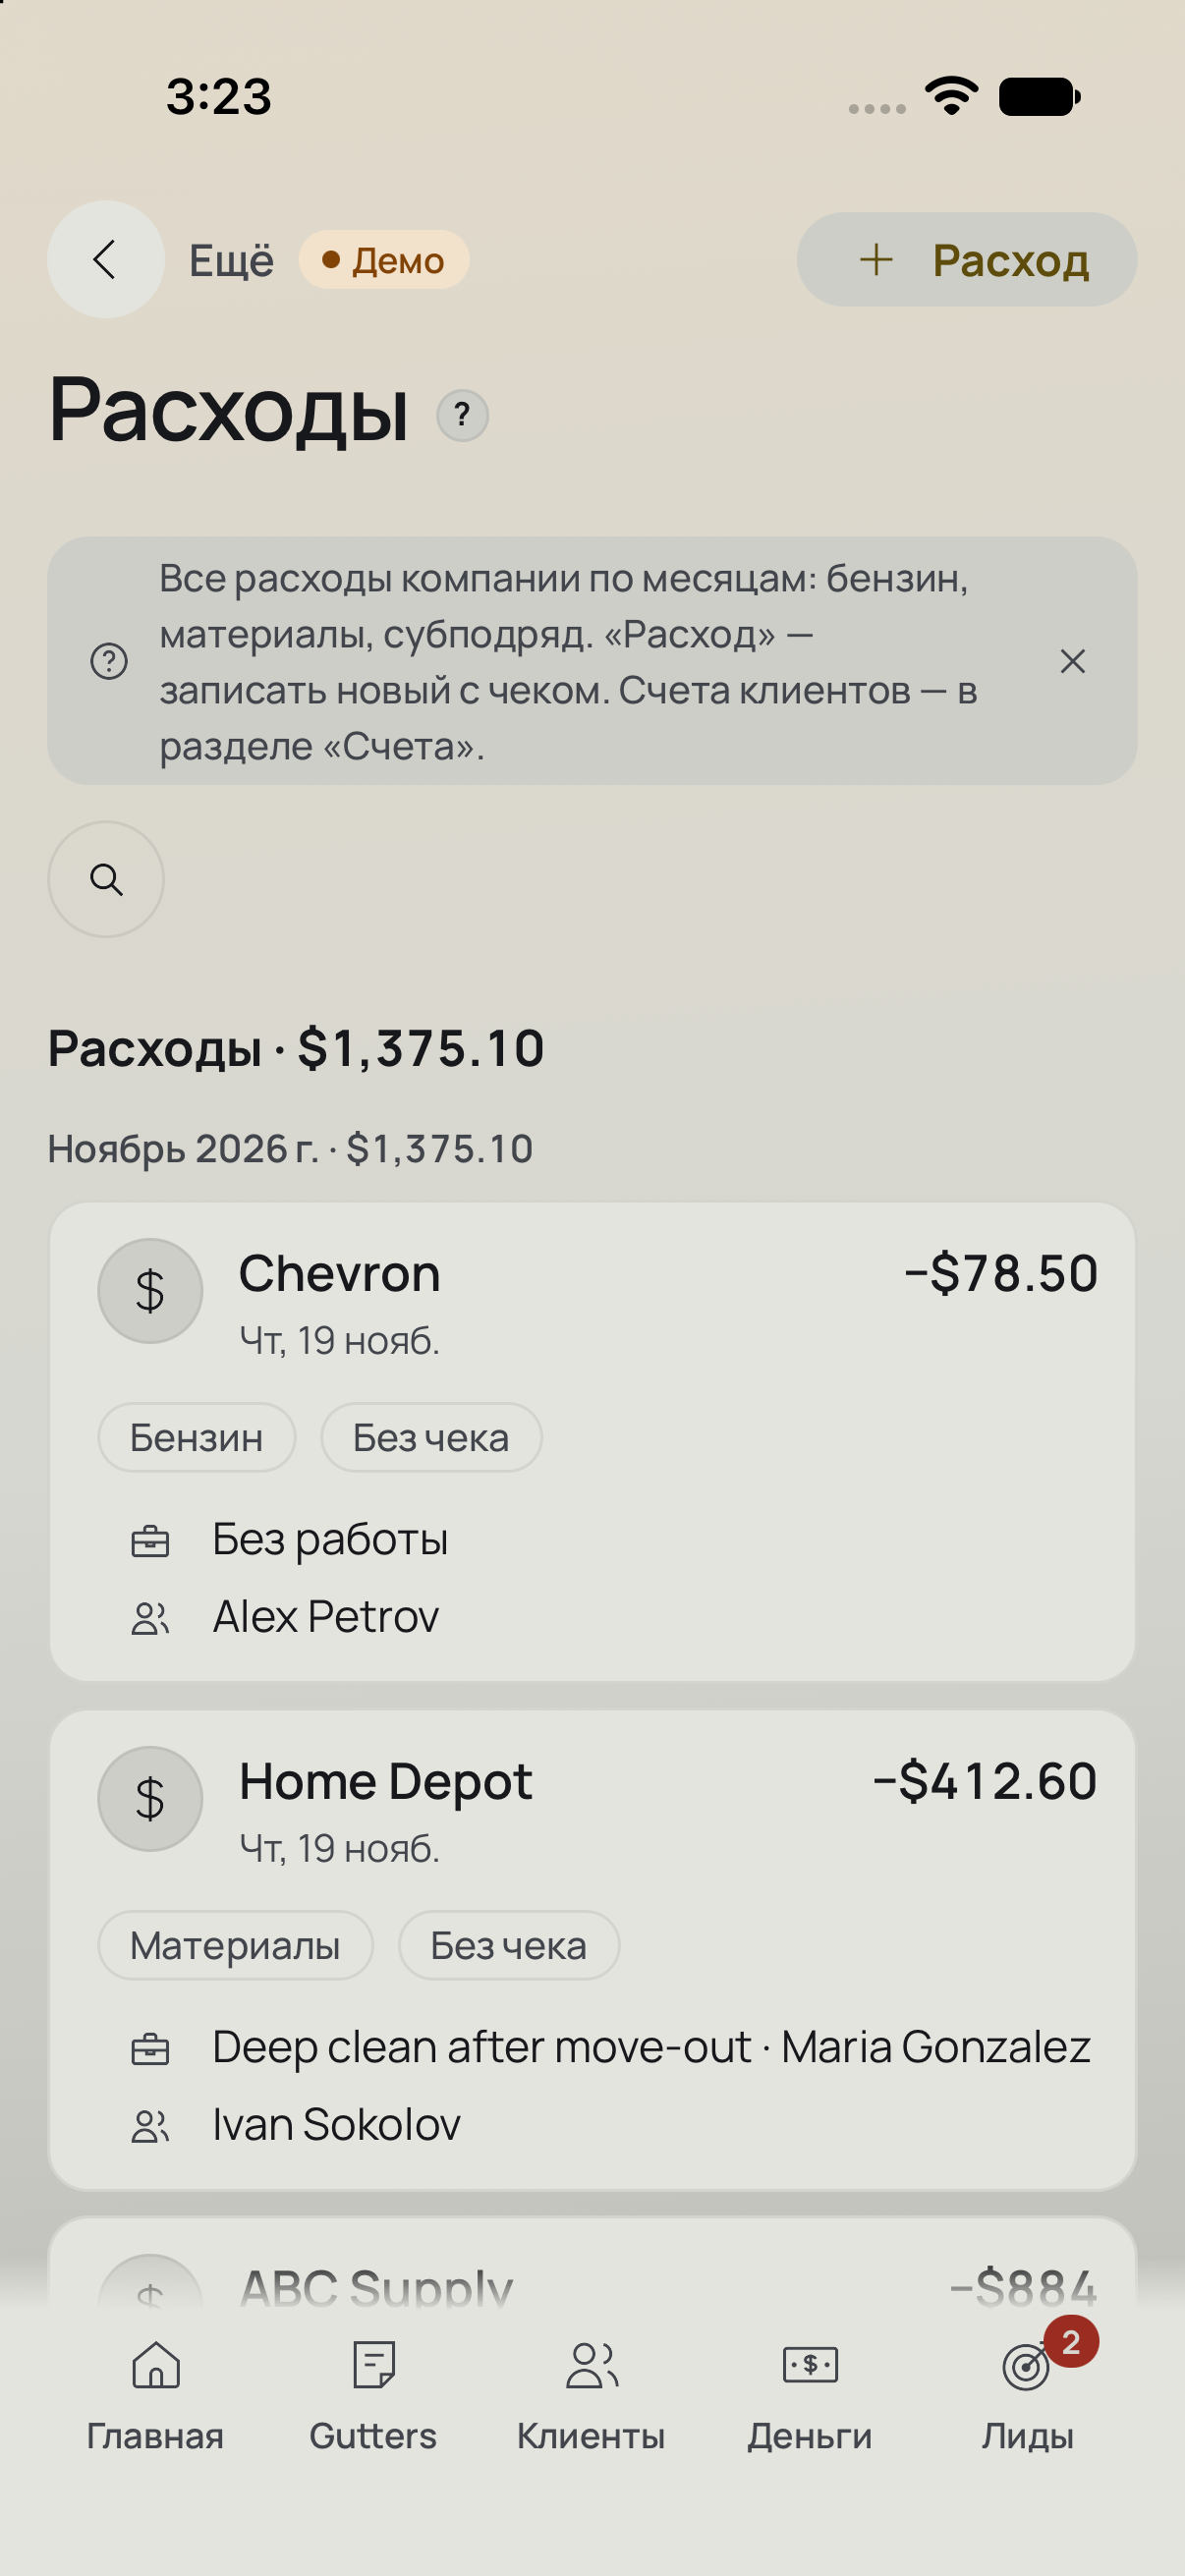 3:23
Ещё
Демо
+ Расход
Расходы ?
Все расходы компании по месяцам: бензин,
материалы, субподряд. «Расход» —
записать новый с чеком. Счета клиентов — в
разделе «Счета».
Расходы · $1,375.10
Ноябрь 2026 г. · $1,375.10
$ Chevron −$78.50
Чт, 19 нояб.
Бензин Без чека
Без работы
Alex Petrov
$ Home Depot −$412.60
Чт, 19 нояб.
Материалы Без чека
Deep clean after move-out · Maria Gonzalez
Ivan Sokolov
$ ABC Supply −$884
2
Главная Gutters Клиенты Деньги Лиды